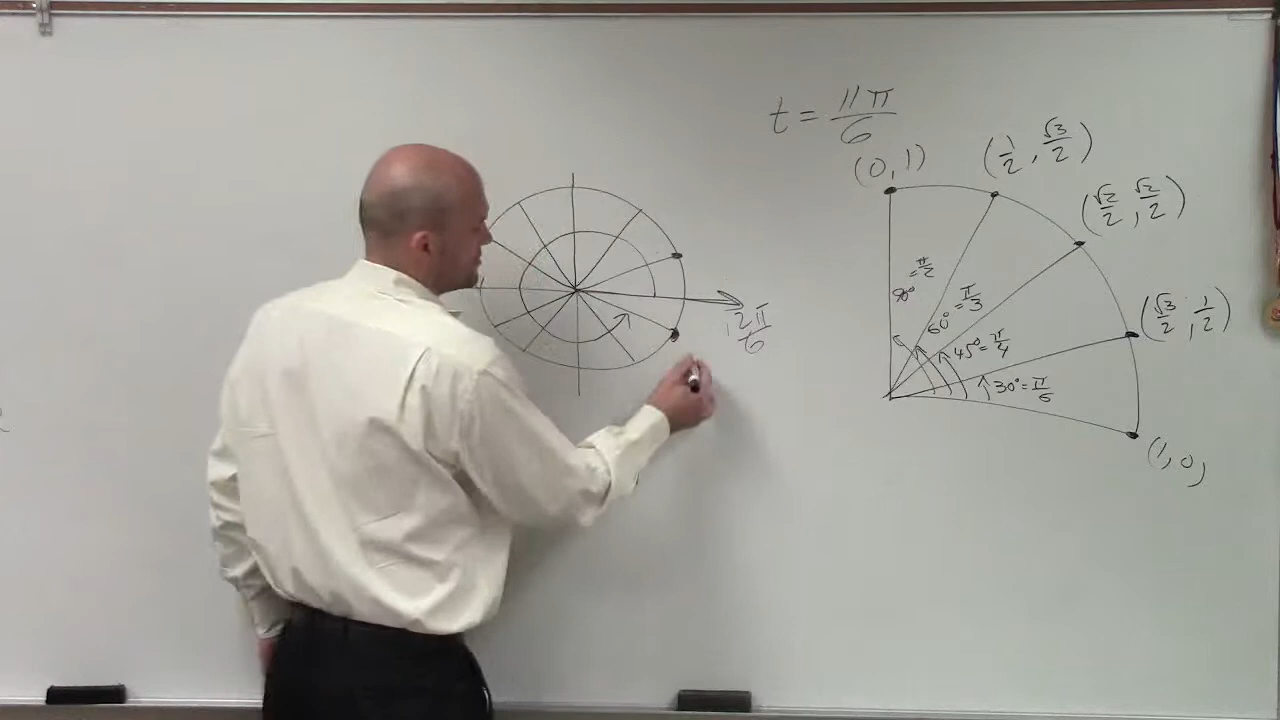 t = 11π/6
(0, 1)
(1/2, √3/2)
(√2/2, √2/2)
(√3/2, 1/2)
(1, 0,
90° = π/2
60° = π/3
45° = π/4
30° = π/6
12π/6